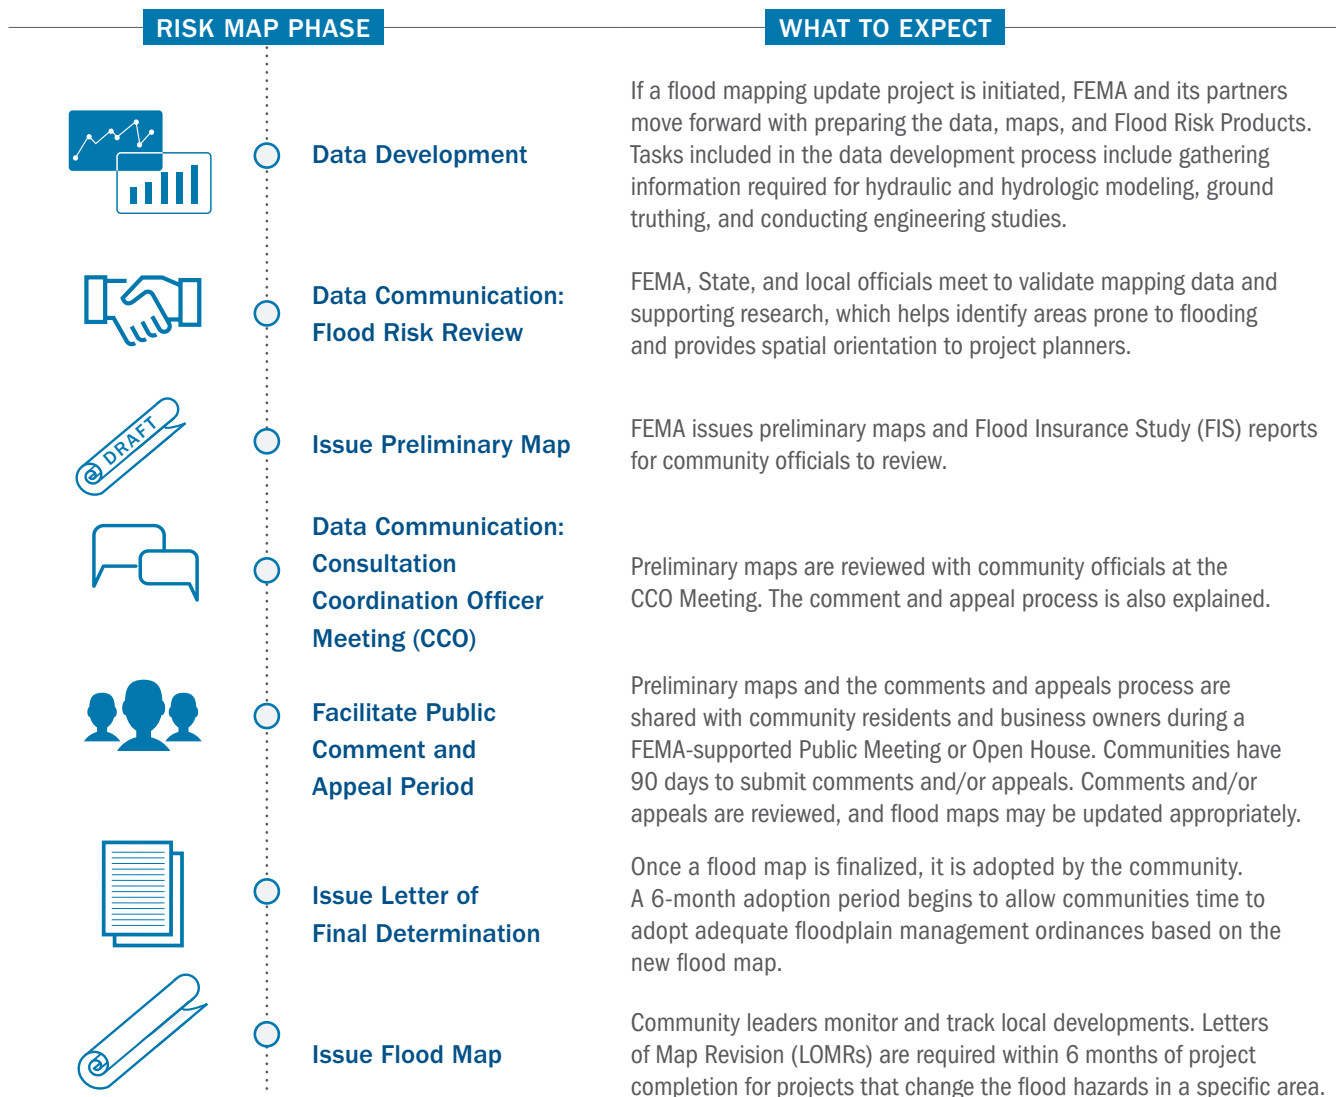 RISK MAP PHASE
WHAT TO EXPECT
Data Development
If a flood mapping update project is initiated, FEMA and its partners
move forward with preparing the data, maps, and Flood Risk Products.
Tasks included in the data development process include gathering
information required for hydraulic and hydrologic modeling, ground
truthing, and conducting engineering studies.
Data Communication:
Flood Risk Review
FEMA, State, and local officials meet to validate mapping data and
supporting research, which helps identify areas prone to flooding
and provides spatial orientation to project planners.
DRAFT
Issue Preliminary Map
FEMA issues preliminary maps and Flood Insurance Study (FIS) reports
for community officials to review.
Data Communication:
Consultation
Coordination Officer
Meeting (CCO)
Preliminary maps are reviewed with community officials at the
CCO Meeting. The comment and appeal process is also explained.
Facilitate Public
Comment and
Appeal Period
Preliminary maps and the comments and appeals process are
shared with community residents and business owners during a
FEMA-supported Public Meeting or Open House. Communities have
90 days to submit comments and/or appeals. Comments and/or
appeals are reviewed, and flood maps may be updated appropriately.
Issue Letter of
Final Determination
Once a flood map is finalized, it is adopted by the community.
A 6-month adoption period begins to allow communities time to
adopt adequate floodplain management ordinances based on the
new flood map.
Issue Flood Map
Community leaders monitor and track local developments. Letters
of Map Revision (LOMRs) are required within 6 months of project
completion for projects that change the flood hazards in a specific area.